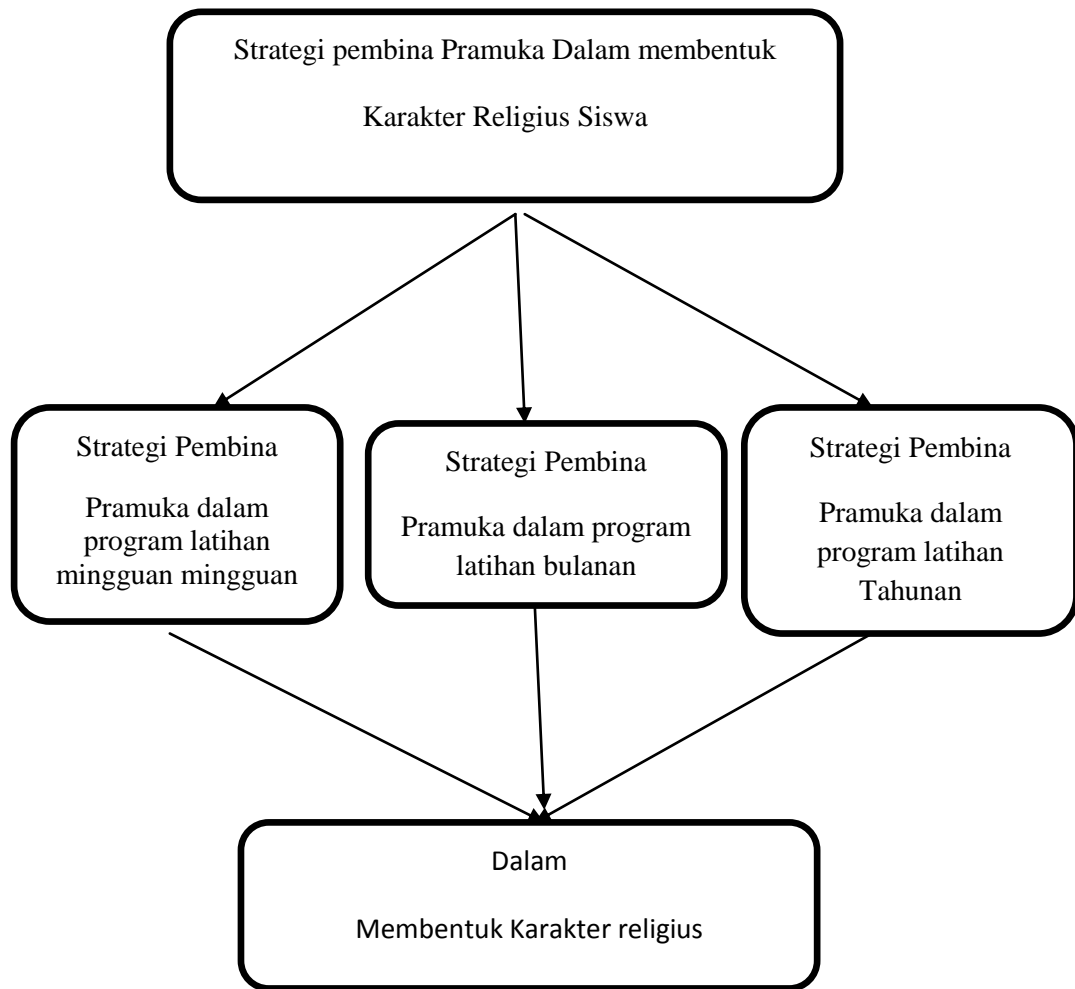 Strategi pembina Pramuka Dalam membentuk
Karakter Religius Siswa
Strategi Pembina
Pramuka dalam
program latihan
mingguan mingguan
Strategi Pembina
Pramuka dalam program
latihan bulanan
Strategi Pembina
Pramuka dalam
program latihan
Tahunan
Dalam
Membentuk Karakter religius